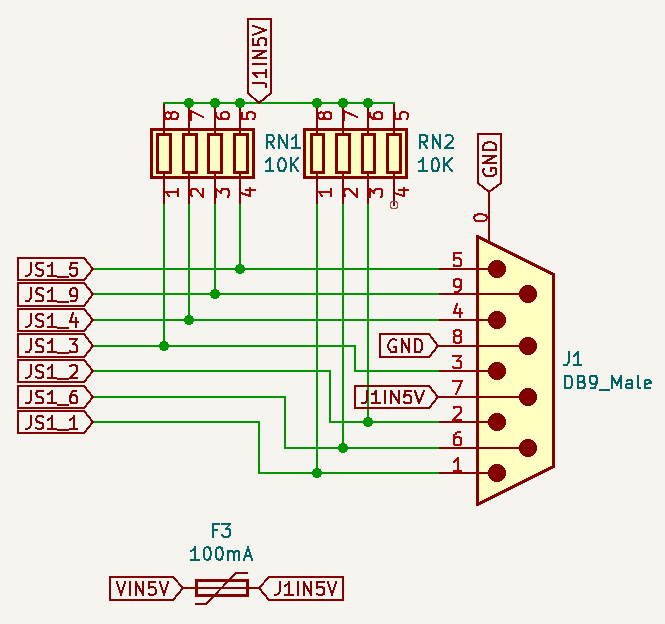 J1IN5V
8 7 6 5
8 7 6 5
RN1
10K
RN2
10K
1 2 3 4
1 2 3 4
GND
0
JS1_5
JS1_9
JS1_4
JS1_3
JS1_2
JS1_6
JS1_1
5
9
4
GND
8
3
J1IN5V
7
2
6
1
J1
DB9_Male
F3
100mA
VIN5V
J1IN5V